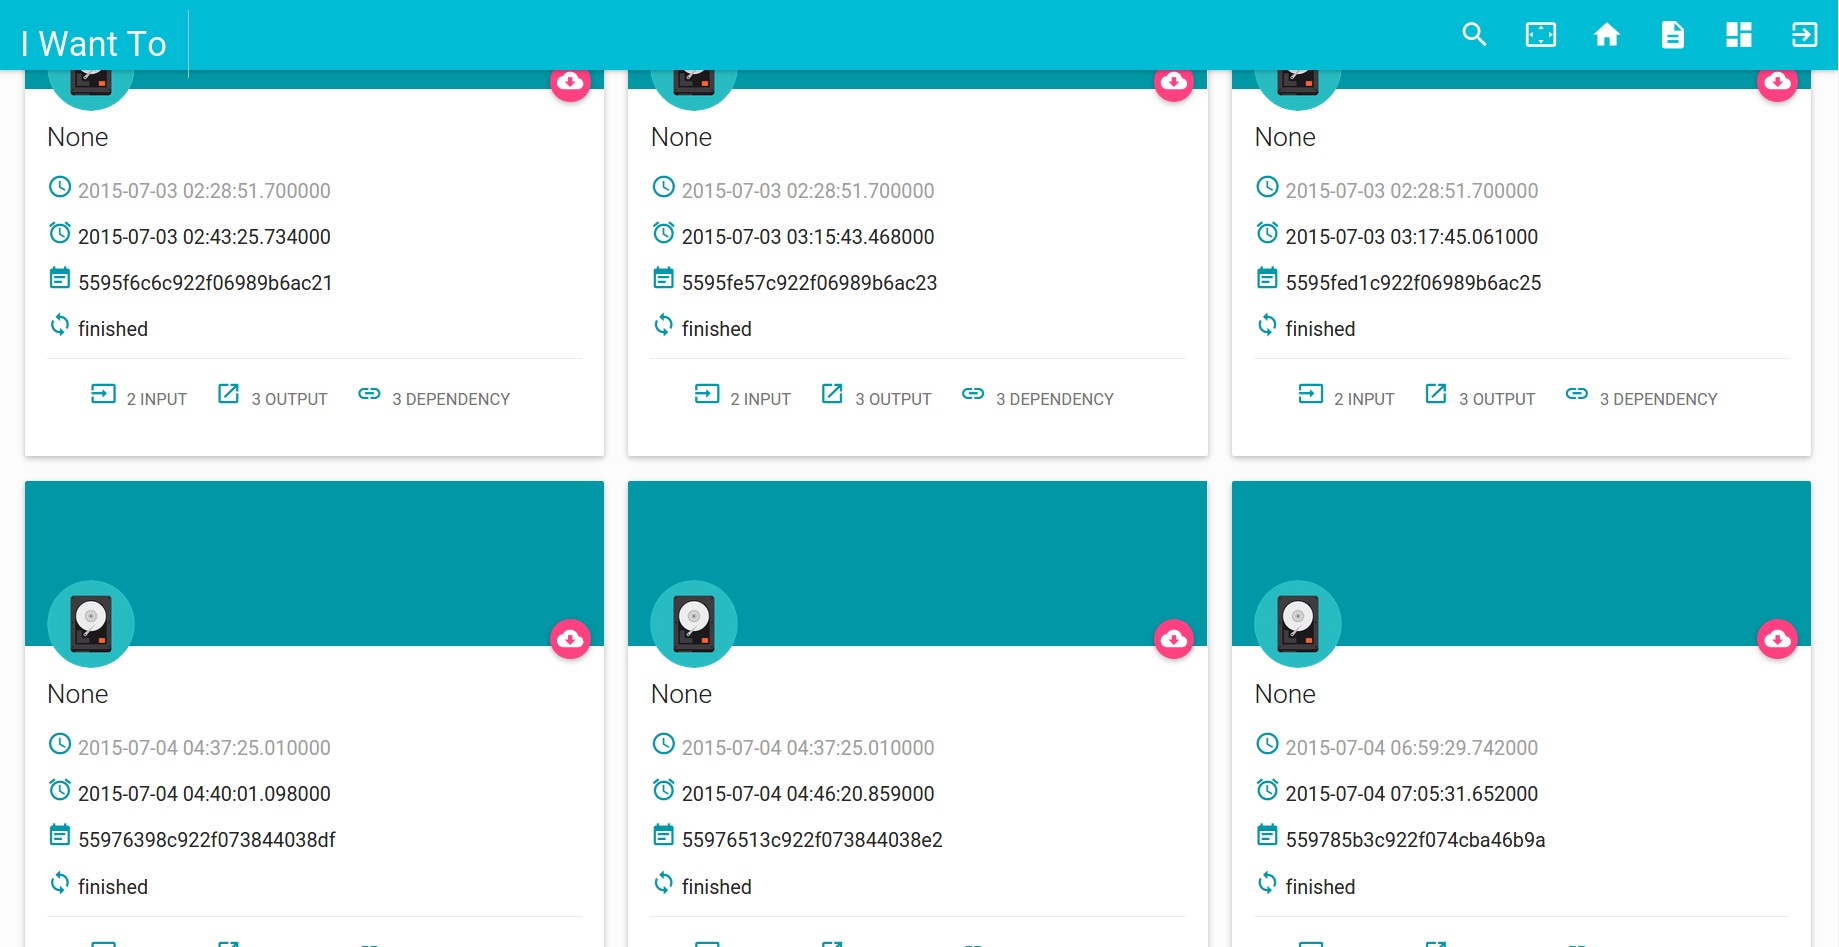 I Want To
None
None
None
2015-07-03 02:28:51.700000
2015-07-03 02:28:51.700000
2015-07-03 02:28:51.700000
2015-07-03 02:43:25.734000
2015-07-03 03:15:43.468000
2015-07-03 03:17:45.061000
5595f6c6c922f06989b6ac21
5595fe57c922f06989b6ac23
5595fed1c922f06989b6ac25
finished
finished
finished
2 INPUT 3 OUTPUT 3 DEPENDENCY
2 INPUT 3 OUTPUT 3 DEPENDENCY
2 INPUT 3 OUTPUT 3 DEPENDENCY
None
None
None
2015-07-04 04:37:25.010000
2015-07-04 04:37:25.010000
2015-07-04 06:59:29.742000
2015-07-04 04:40:01.098000
2015-07-04 04:46:20.859000
2015-07-04 07:05:31.652000
55976398c922f073844038df
55976513c922f073844038e2
559785b3c922f074cba46b9a
finished
finished
finished